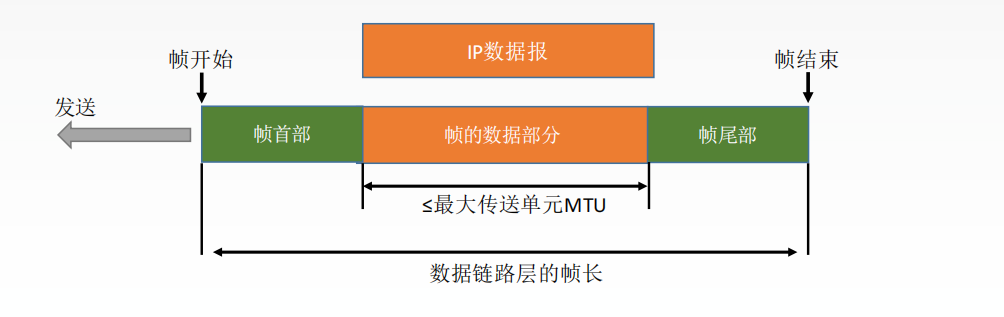 IP数据报
帧开始
帧结束
发送
帧首部
帧的数据部分
帧尾部
≤最大传送单元MTU
数据链路层的帧长